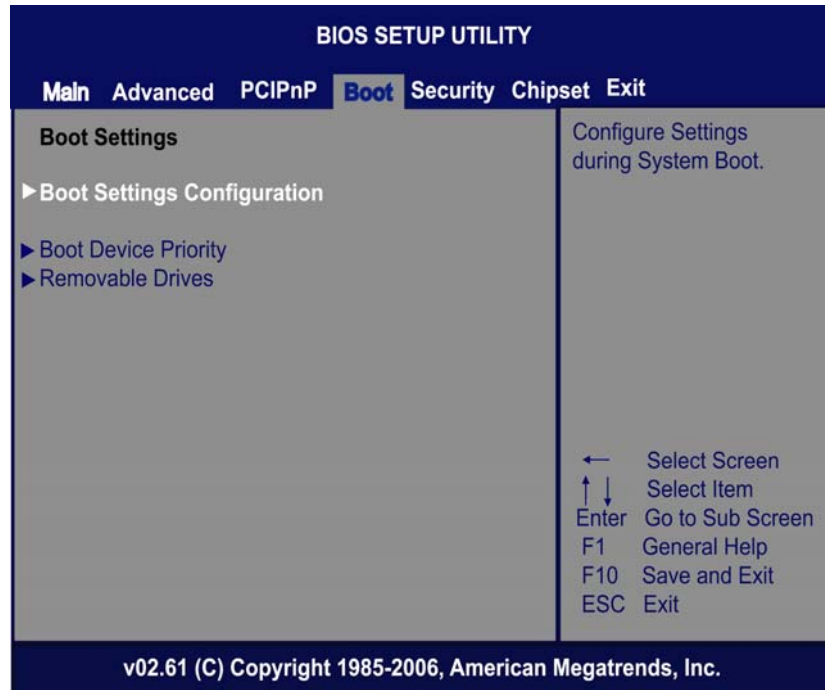 BIOS SETUP UTILITY
Main Advanced PCIPnP Boot Security Chipset Exit
Boot Settings
Boot Settings Configuration
Boot Device Priority
Removable Drives
Configure Settings
during System Boot.
← Select Screen
↑ ↓ Select Item
Enter Go to Sub Screen
F1 General Help
F10 Save and Exit
ESC Exit
v02.61 (C) Copyright 1985-2006, American Megatrends, Inc.